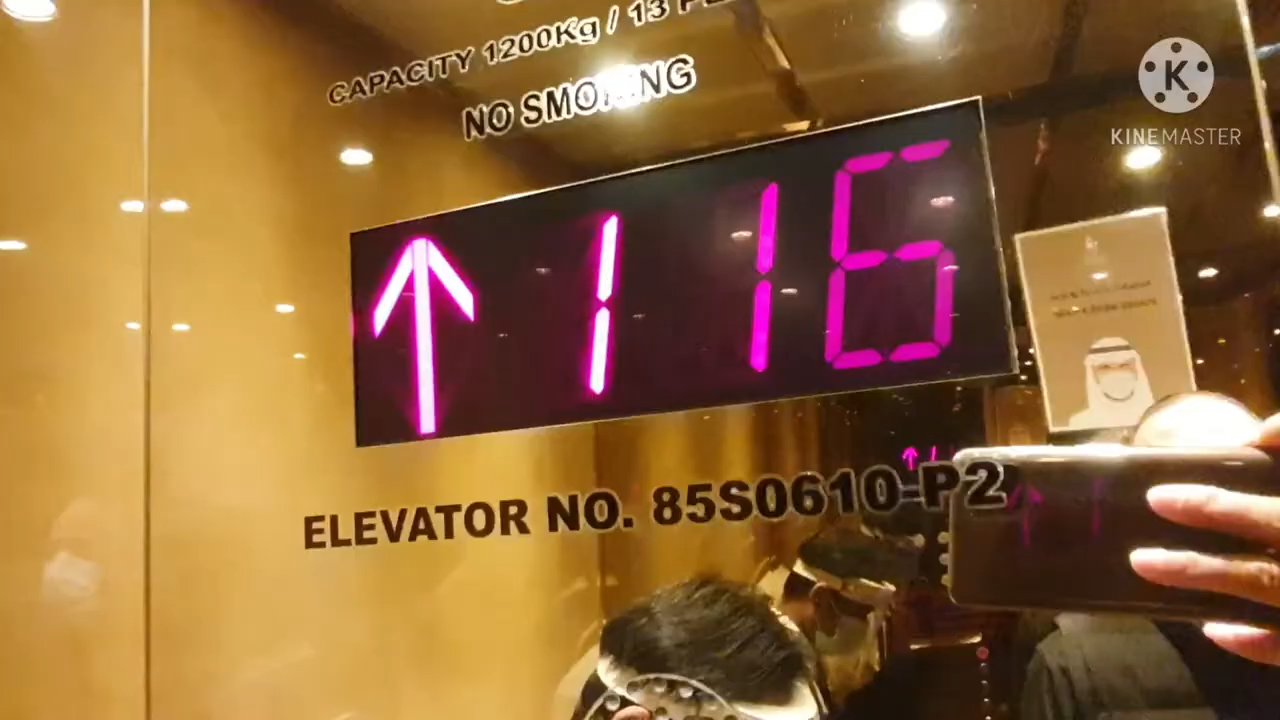 CAPACITY 1200Kg / 13
NO SMOKING
↑ 116
ELEVATOR NO. 85S0610-P2
K
KINEMASTER